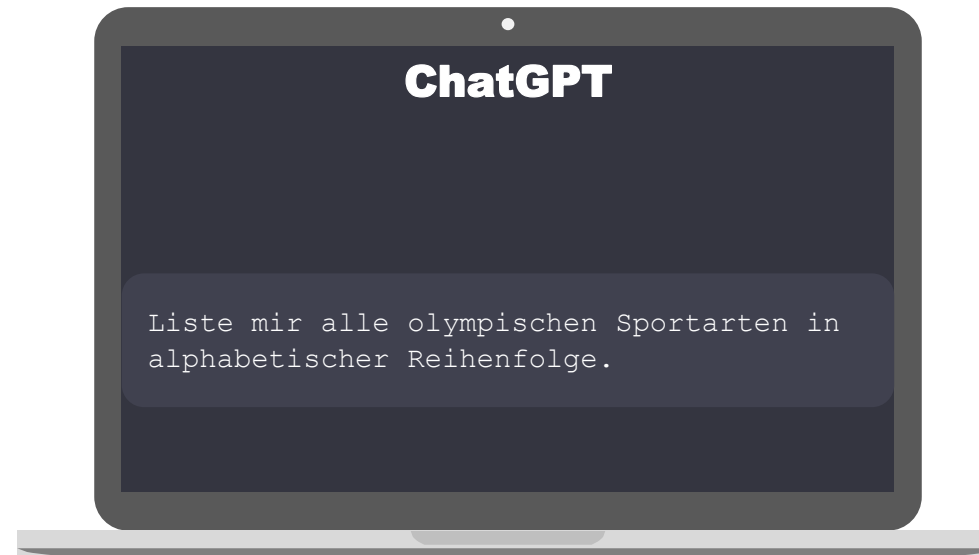 ChatGPT
Liste mir alle olympischen Sportarten in
alphabetischer Reihenfolge.